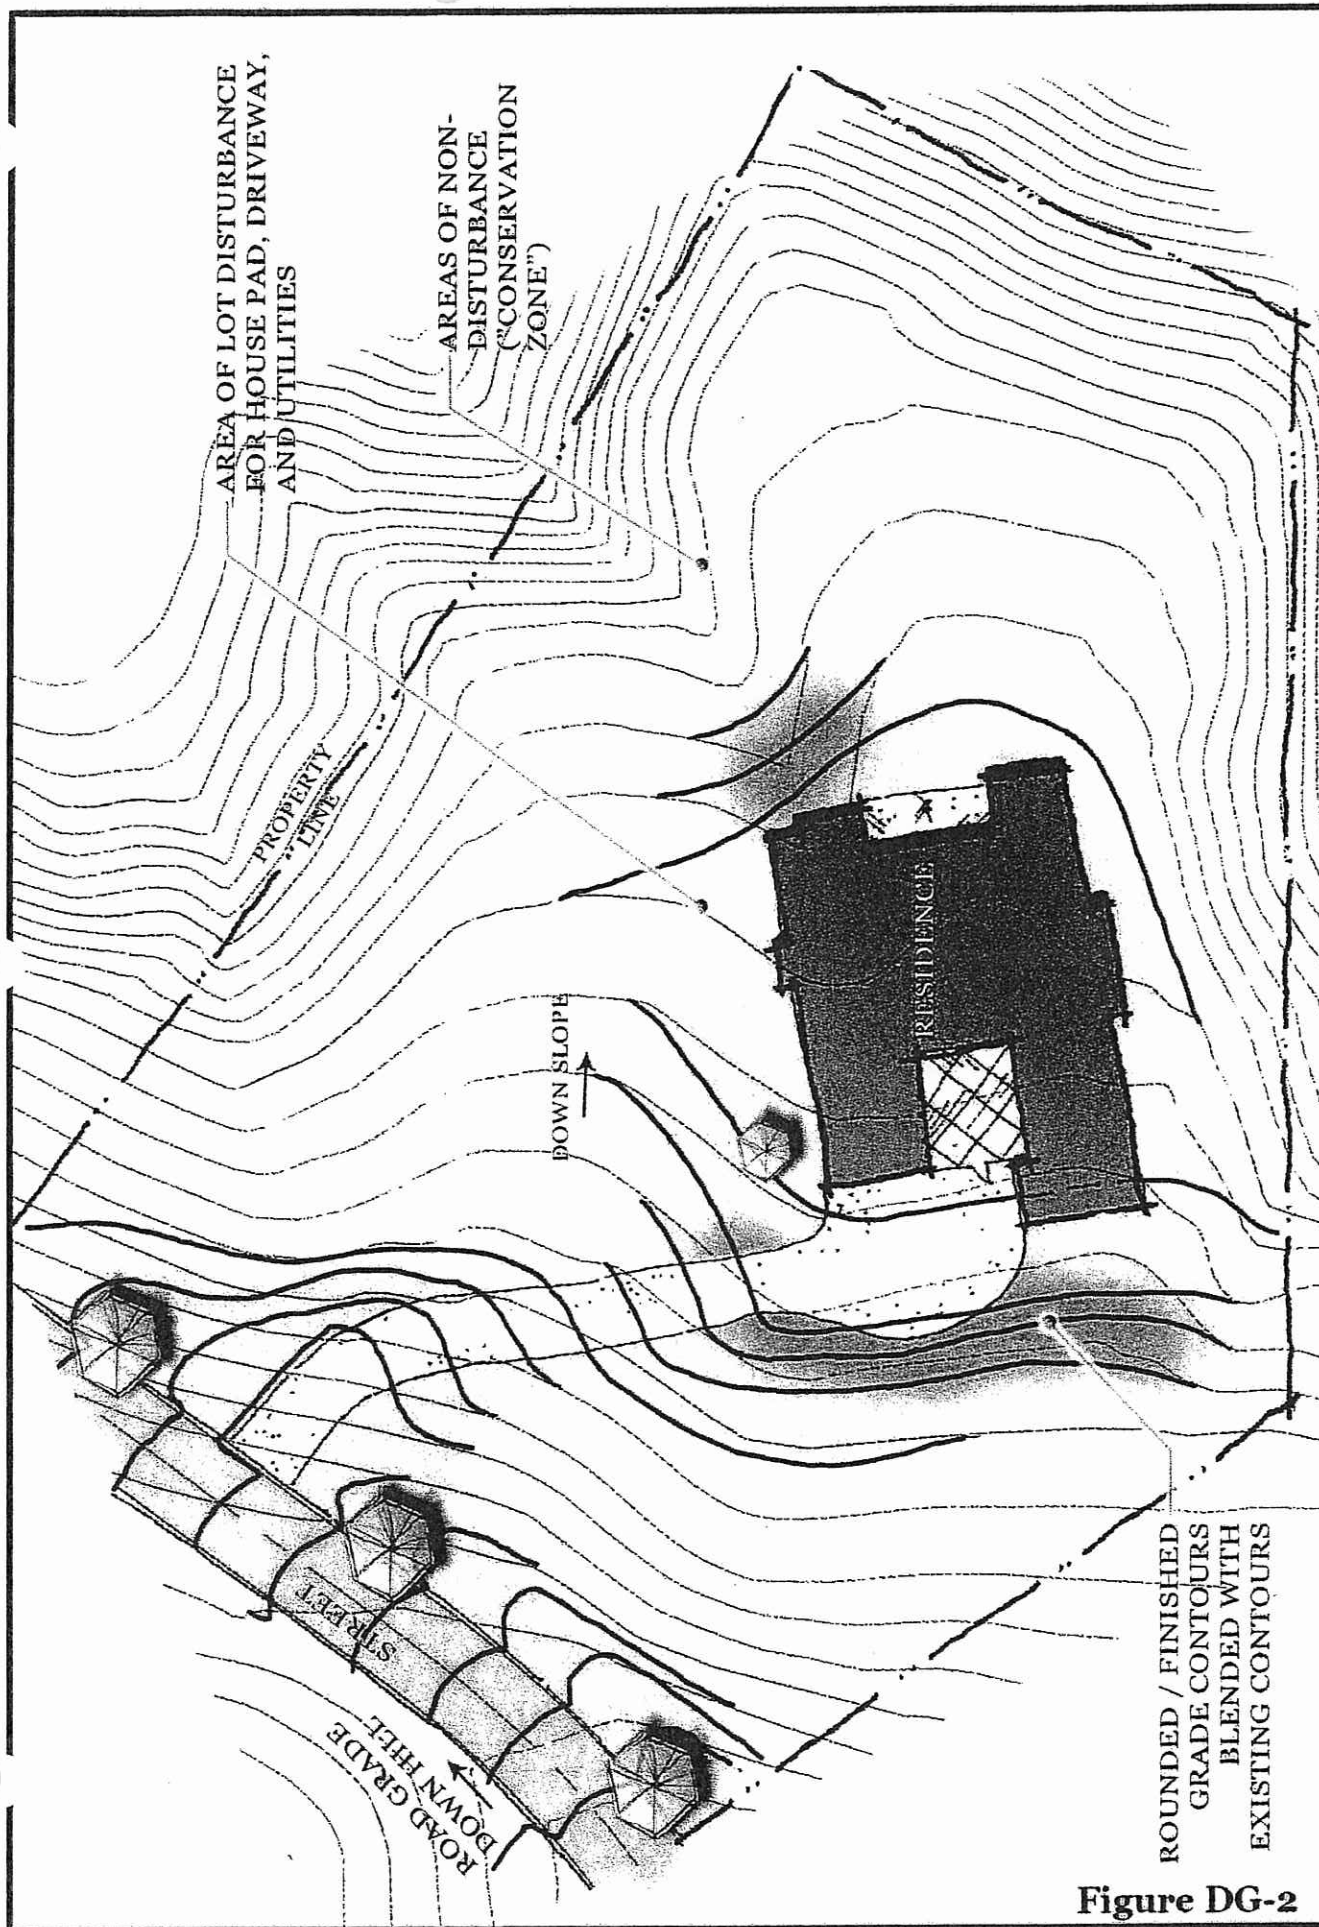 AREA OF LOT DISTURBANCE
FOR HOUSE PAD, DRIVEWAY,
AND UTILITIES
AREAS OF NON-
DISTURBANCE
("CONSERVATION
ZONE")
PROPERTY
LINE
DOWN SLOPE
RESIDENCE
STREET
ROAD GRADE
DOWN HILL
ROUNDED / FINISHED
GRADE CONTOURS
BLENDED WITH
EXISTING CONTOURS
Figure DG-2